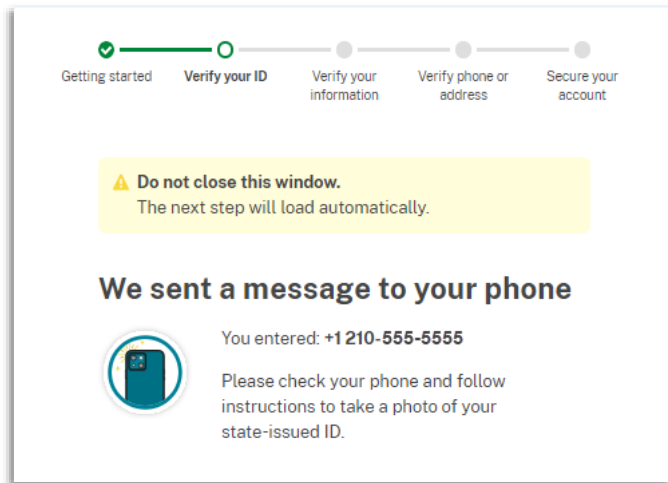 Getting started
Verify your ID
Verify your
information
Verify phone or
address
Secure your
account
Do not close this window.
The next step will load automatically.
We sent a message to your phone
You entered: +1 210-555-5555
Please check your phone and follow
instructions to take a photo of your
state-issued ID.